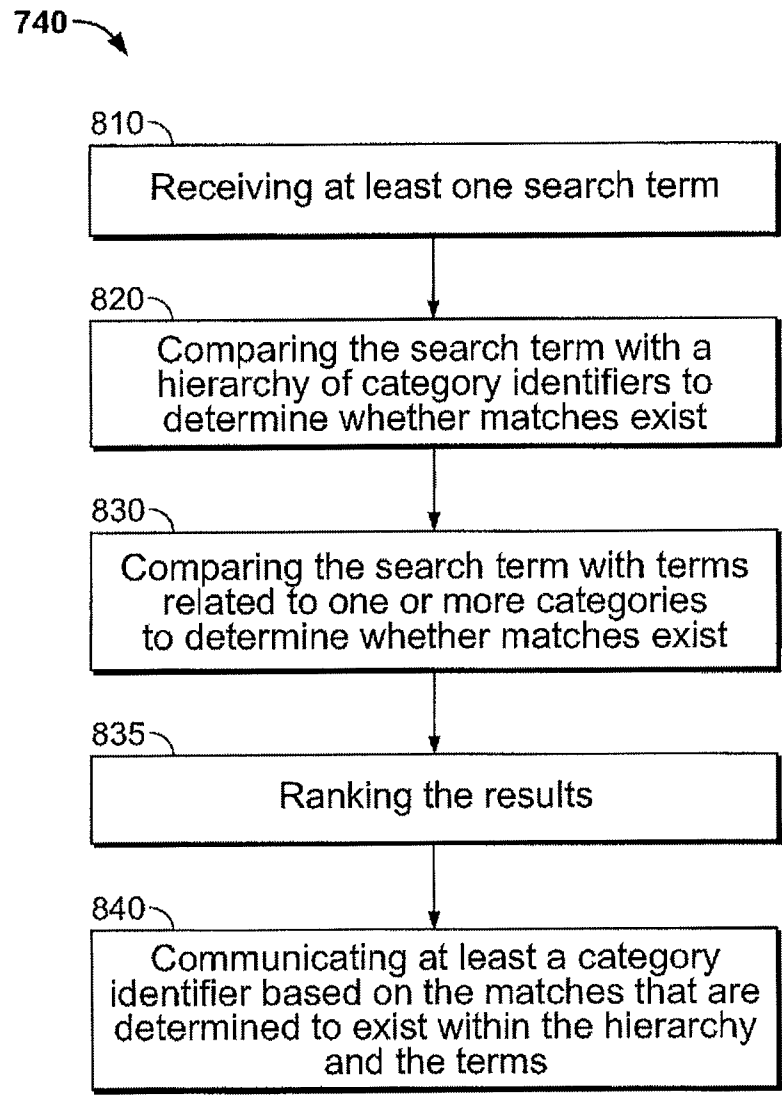 740
810
Receiving at least one search term
820
Comparing the search term with a
hierarchy of category identifiers to
determine whether matches exist
830
Comparing the search term with terms
related to one or more categories
to determine whether matches exist
835
Ranking the results
840
Communicating at least a category
identifier based on the matches that are
determined to exist within the hierarchy
and the terms